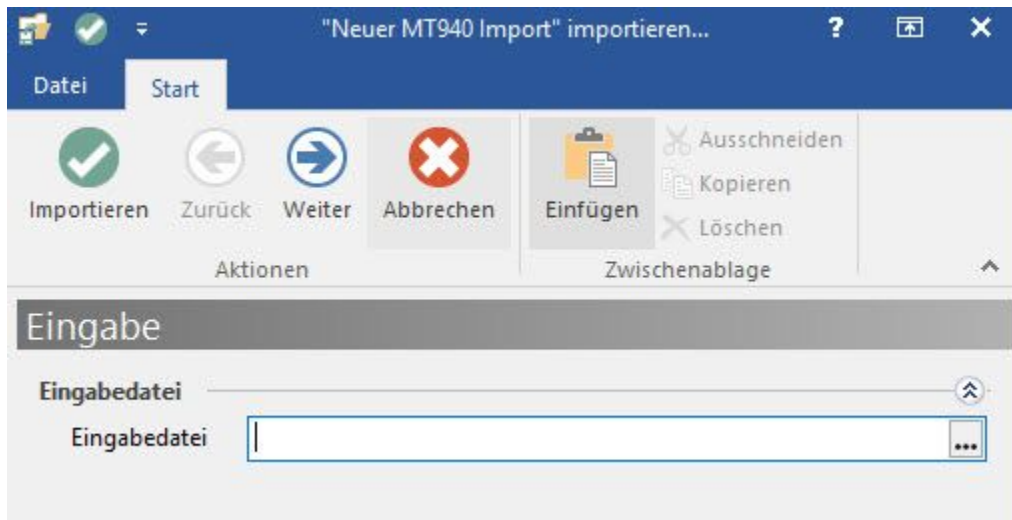 "Neuer MT940 Import" importieren...
Datei Start
Importieren Zurück Weiter Abbrechen Einfügen
Ausschneiden
Kopieren
Löschen
Aktionen Zwischenablage
Eingabe
Eingabedatei
Eingabedatei ...